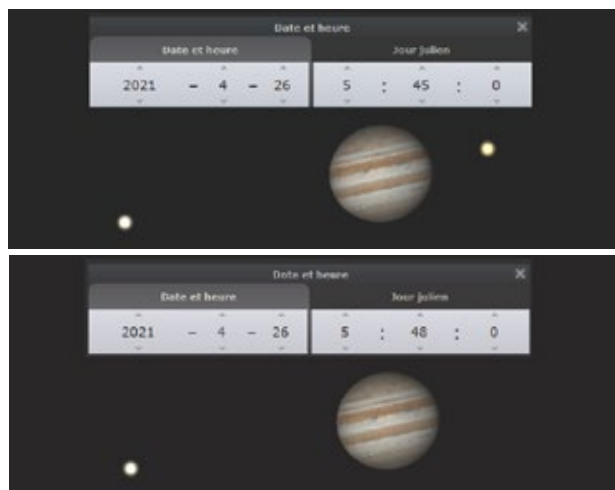 Date et heure
Date et heure Jour Julien
2021 - 4 - 26 5 : 45 : 0
Date et heure
Date et heure Jour Julien
2021 - 4 - 26 5 : 48 : 0